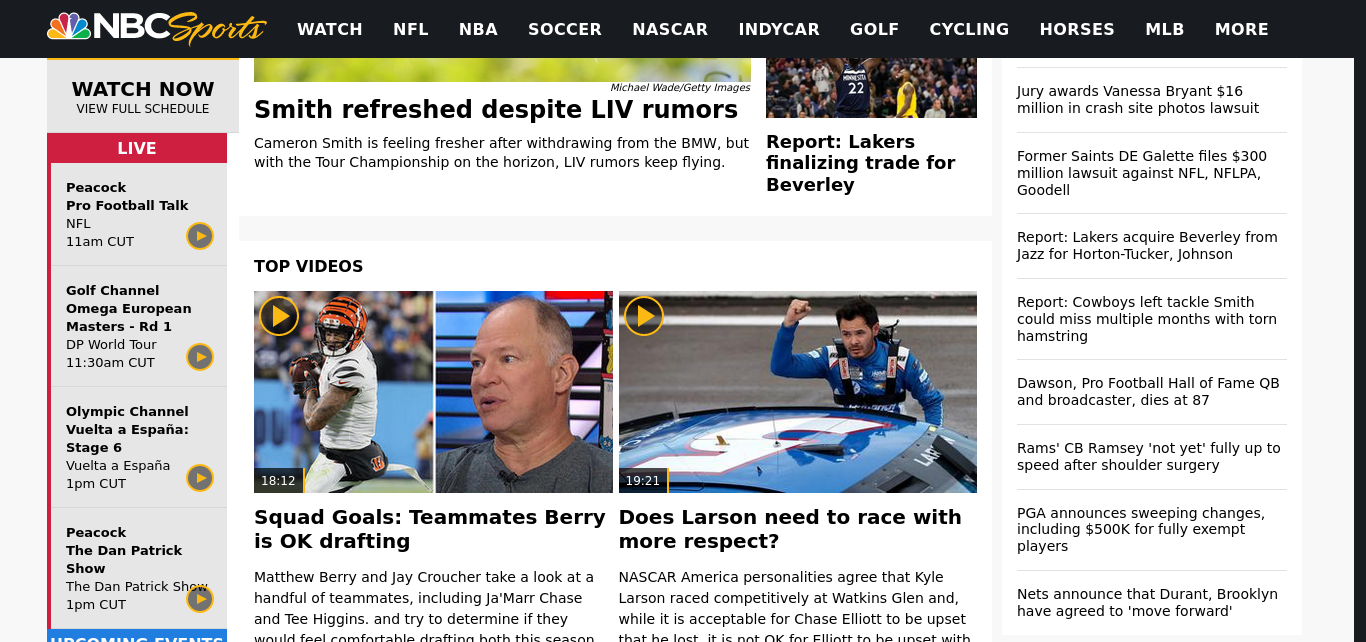 NBC Sports
WATCH NFL NBA SOCCER NASCAR INDYCAR GOLF CYCLING HORSES MLB MORE
WATCH NOW
VIEW FULL SCHEDULE
LIVE
Peacock
Pro Football Talk
NFL
11am CUT
Golf Channel
Omega European
Masters - Rd 1
DP World Tour
11:30am CUT
Olympic Channel
Vuelta a España:
Stage 6
Vuelta a España
1pm CUT
Peacock
The Dan Patrick
Show
The Dan Patrick Show
1pm CUT
UPCOMING EVENTS
Michael Wade/Getty Images
Smith refreshed despite LIV rumors
Cameron Smith is feeling fresher after withdrawing from the BMW, but
with the Tour Championship on the horizon, LIV rumors keep flying.
MINNESOTA
22
Report: Lakers
finalizing trade for
Beverley
TOP VIDEOS
18:12
Squad Goals: Teammates Berry
is OK drafting
Matthew Berry and Jay Croucher take a look at a
handful of teammates, including Ja'Marr Chase
and Tee Higgins. and try to determine if they
would feel comfortable drafting both this season.
19:21
Does Larson need to race with
more respect?
NASCAR America personalities agree that Kyle
Larson raced competitively at Watkins Glen and,
while it is acceptable for Chase Elliott to be upset
that he lost, it is not OK for Elliott to be upset with
Jury awards Vanessa Bryant $16
million in crash site photos lawsuit
Former Saints DE Galette files $300
million lawsuit against NFL, NFLPA,
Goodell
Report: Lakers acquire Beverley from
Jazz for Horton-Tucker, Johnson
Report: Cowboys left tackle Smith
could miss multiple months with torn
hamstring
Dawson, Pro Football Hall of Fame QB
and broadcaster, dies at 87
Rams' CB Ramsey 'not yet' fully up to
speed after shoulder surgery
PGA announces sweeping changes,
including $500K for fully exempt
players
Nets announce that Durant, Brooklyn
have agreed to 'move forward'